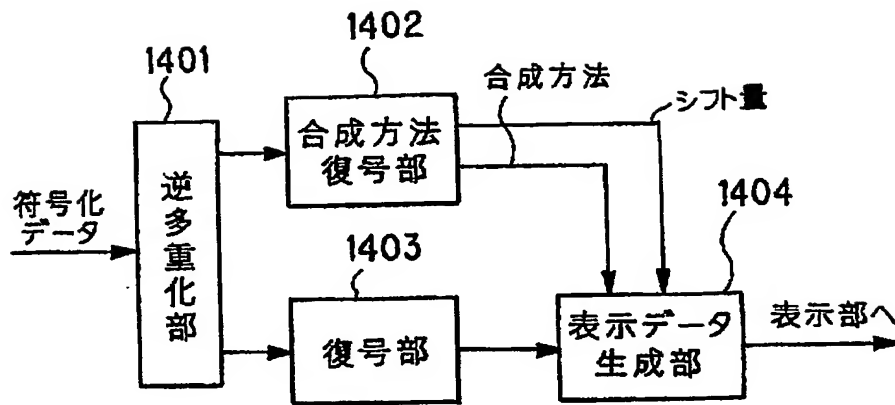 1402
1401
合成方法
シフト量
合成方法
復号部
符号化
データ
逆多重化部
1404
1403
復号部
表示データ
生成部
表示部へ